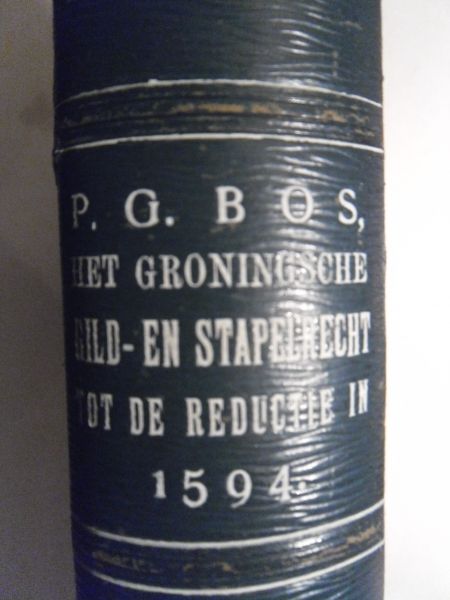 P. G. BOS,
HET GRONINGSCHE
GILD- EN STAPELRECHT
TOT DE REDUCTIE IN
1594.